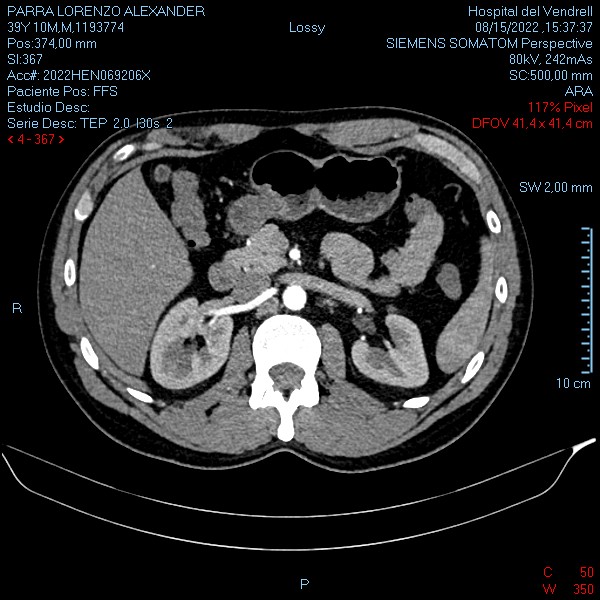 PARRA LORENZO ALEXANDER
39Y 10M,M,1193774
Pos:374,00 mm
SI:367
Acc#: 2022HEN069206X
Paciente Pos: FFS
Estudio Desc:
Serie Desc: TEP 2.0 I30s 2
< 4 - 367 >
Lossy
Hospital del Vendrell
08/15/2022 ,15:37:37
SIEMENS SOMATOM Perspective
80kV, 242mAs
SC:500,00 mm
ARA
117% Pixel
DFOV 41,4 x 41,4 cm
SW 2,00 mm
R
10 cm
P
C 50
W 350